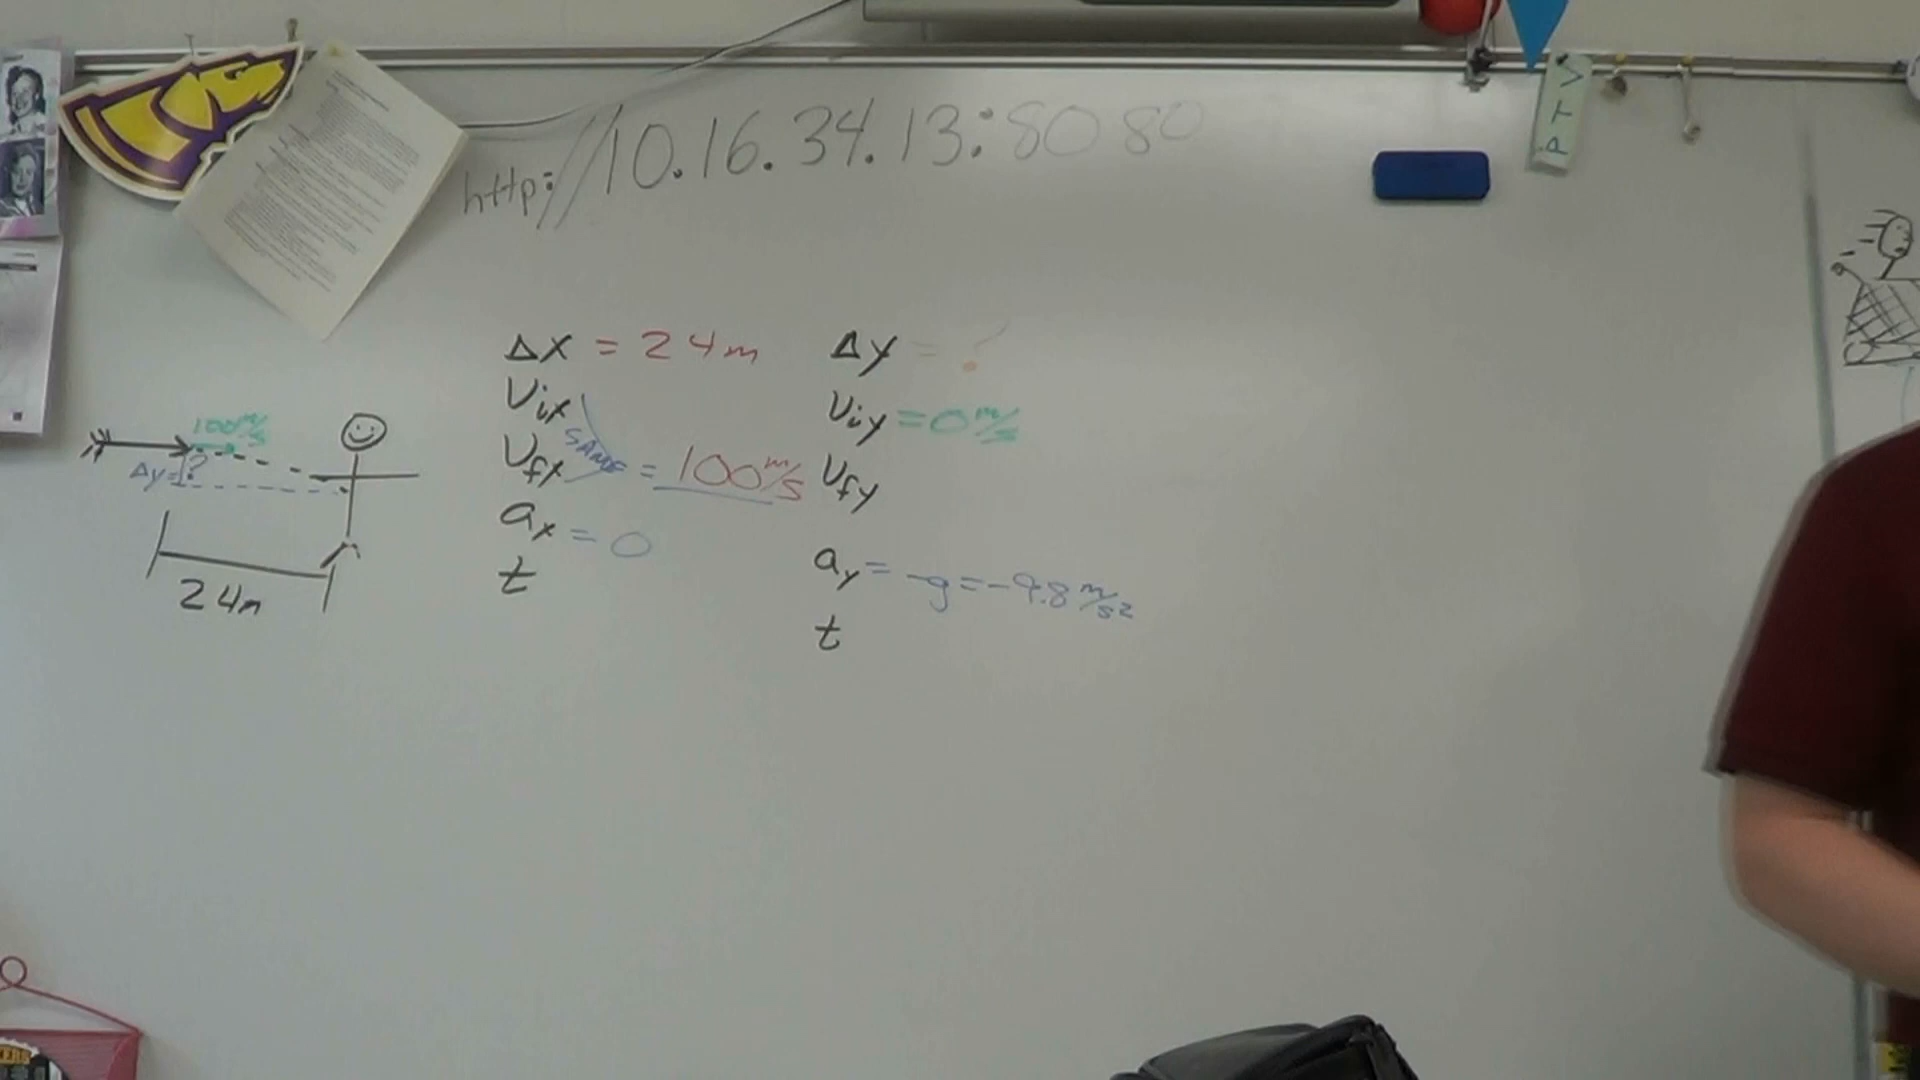 http://10.16.34.13:8080
PTV
Δx = 24m
Vix
SAME
Vfx = 100 m/s
ax = 0
t
Δy = ?
Viy = 0 m/s
Vfy
ay = -g = -9.8 m/s²
t
100 m/s
Δy = ?
24m